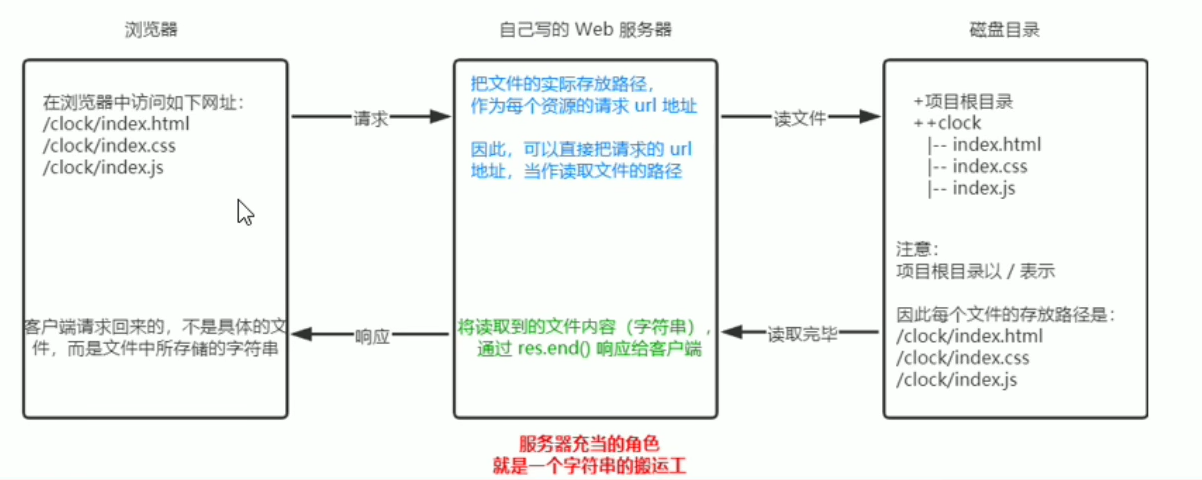 浏览器
在浏览器中访问如下网址：
/clock/index.html
/clock/index.css
/clock/index.js
客户端请求回来的，不是具体的文
件，而是文件中所存储的字符串
请求
响应
自己写的 Web 服务器
把文件的实际存放路径，
作为每个资源的请求 url 地址
因此，可以直接把请求的 url
地址，当作读取文件的路径
将读取到的文件内容（字符串），
通过 res.end() 响应给客户端
服务器充当的角色
就是一个字符串的搬运工
读文件
读取完毕
磁盘目录
+项目根目录
++clock
|-- index.html
|-- index.css
|-- index.js
注意：
项目根目录以 / 表示
因此每个文件的存放路径是：
/clock/index.html
/clock/index.css
/clock/index.js